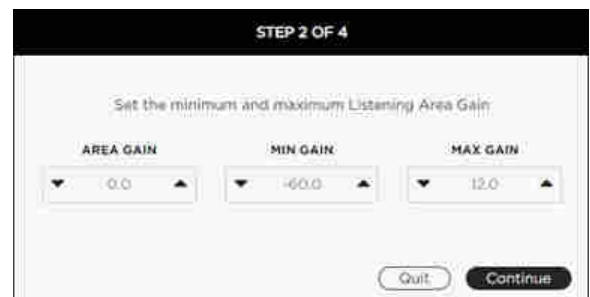 STEP 2 OF 4
Set the minimum and maximum Listening Area Gain
AREA GAIN MIN GAIN MAX GAIN
0.0 -60.0 12.0
Quit Continue